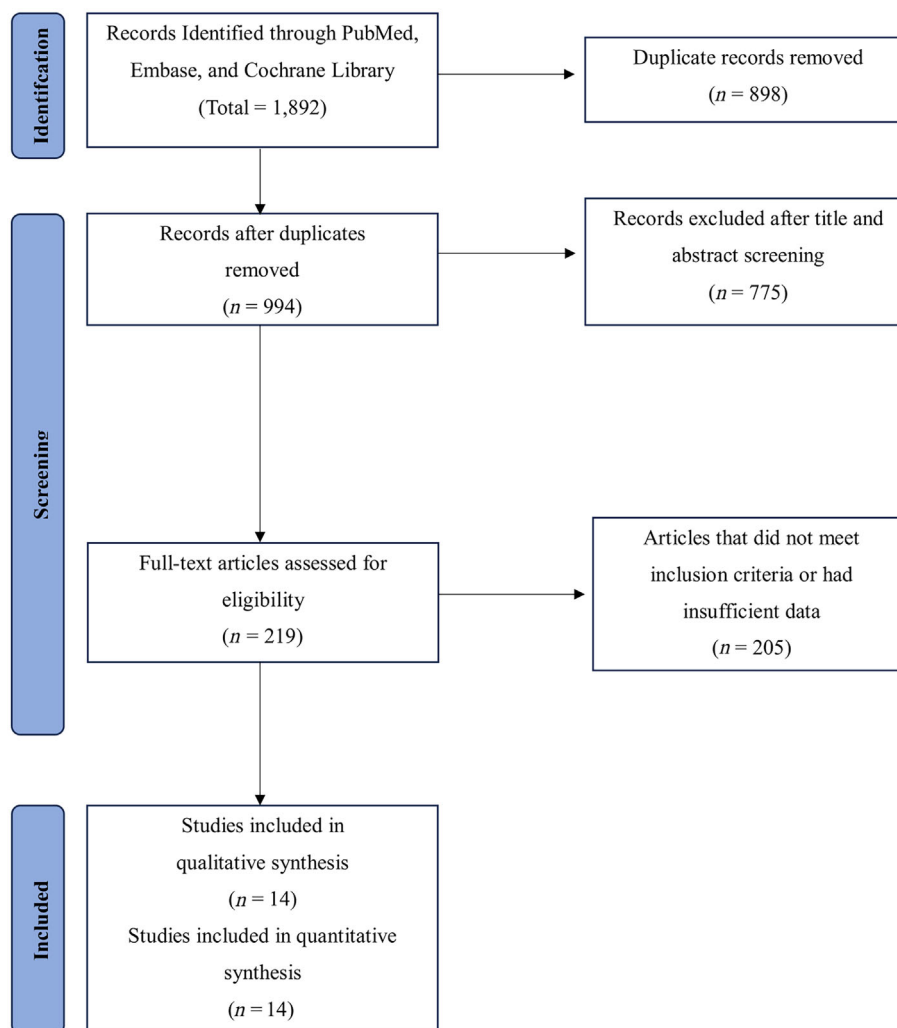 Identifcation
Records Identified through PubMed,
Embase, and Cochrane Library
(Total = 1,892)
Duplicate records removed
(n = 898)
Screening
Records after duplicates
removed
(n = 994)
Records excluded after title and
abstract screening
(n = 775)
Full-text articles assessed for
eligibility
(n = 219)
Articles that did not meet
inclusion criteria or had
insufficient data
(n = 205)
Included
Studies included in
qualitative synthesis
(n = 14)
Studies included in quantitative
synthesis
(n = 14)